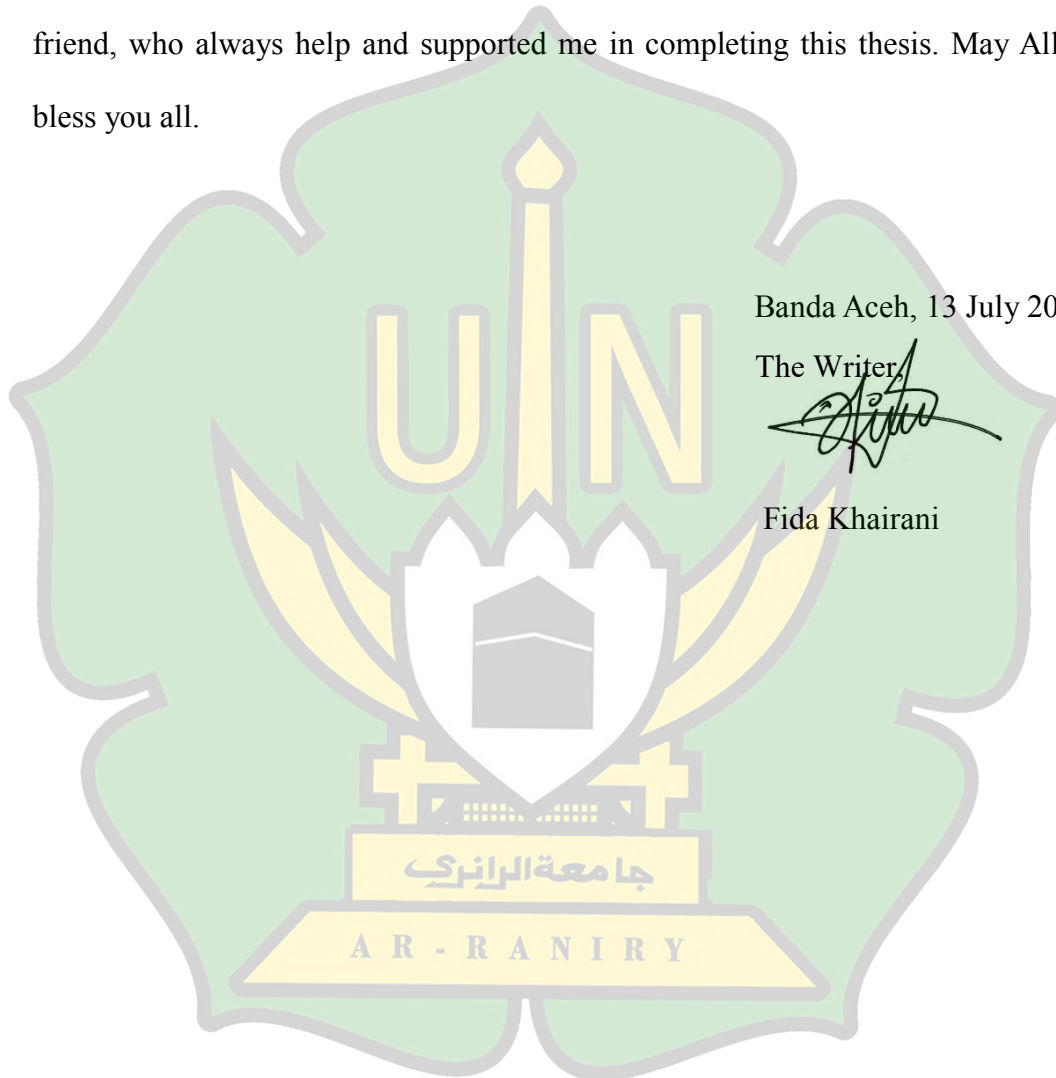 friend, who always help and supported me in completing this thesis. May All
bless you all.
Banda Aceh, 13 July 20
The Writer,
Fida Khairani
UIN
جامعة الرانري
AR-RANIRY